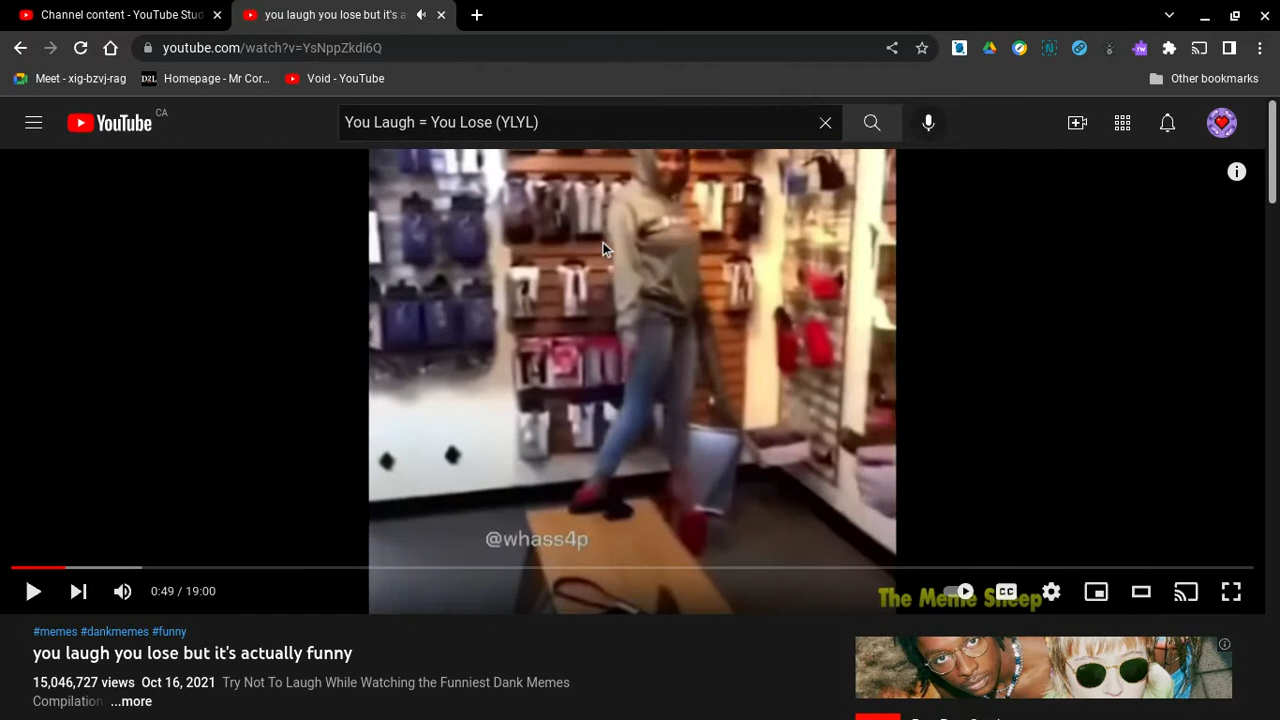 Channel content - YouTube Stud
you laugh you lose but it's a
youtube.com/watch?v=YsNppZkdi6Q
Meet - xig-bzvj-rag
Homepage - Mr Cor...
Void - YouTube
Other bookmarks
YouTube CA
You Laugh = You Lose (YLYL)
@whass4p
The Meme Sheep
0:49 / 19:00
CC
#memes #dankmemes #funny
you laugh you lose but it's actually funny
15,046,727 views Oct 16, 2021 Try Not To Laugh While Watching the Funniest Dank Memes
Compilation ...more